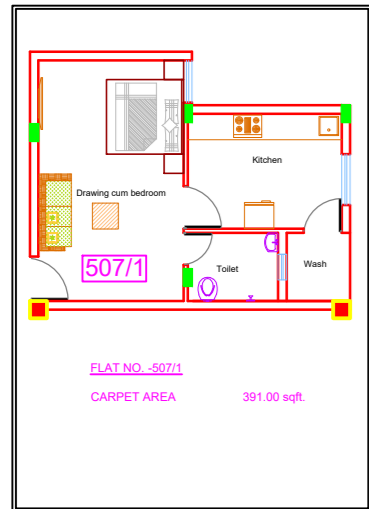 Kitchen
Drawing cum bedroom
507/1
Toilet
Wash
FLAT NO. -507/1
CARPET AREA 391.00 sqft.